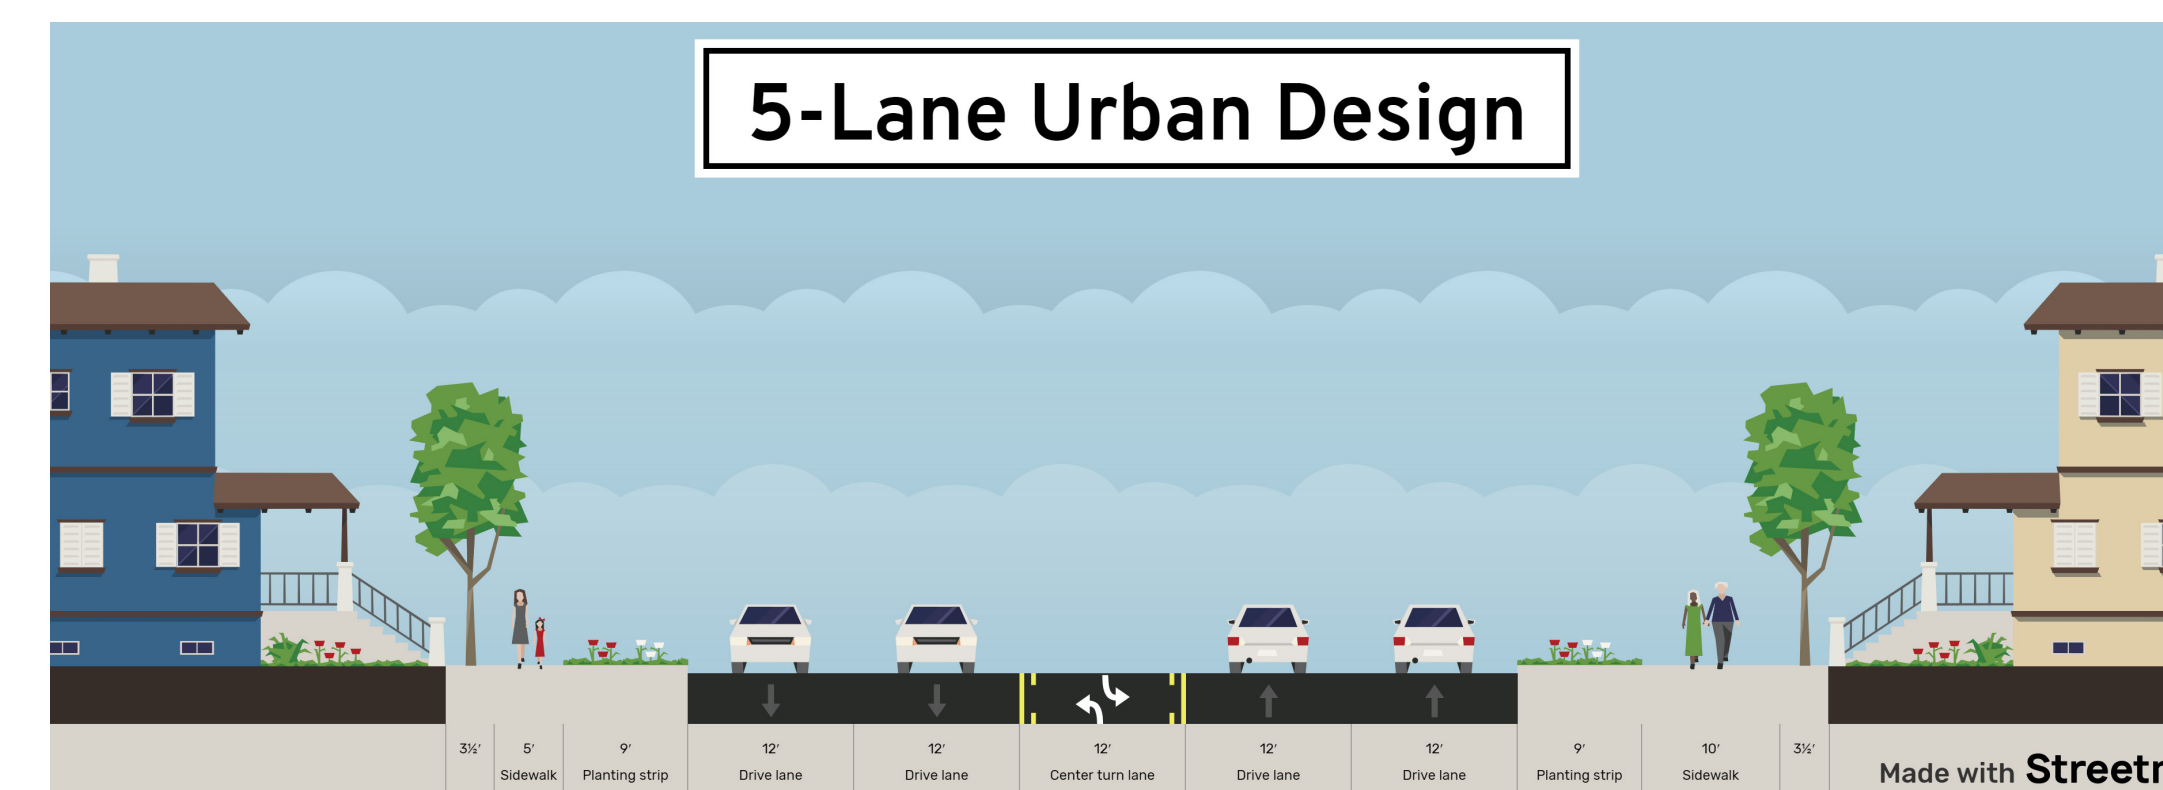 5-Lane Urban Design
3½′ 5′ 9′ 12′ 12′ 12′ 12′ 12′ 9′ 10′ 3½′
Sidewalk Planting strip Drive lane Drive lane Center turn lane Drive lane Drive lane Planting strip Sidewalk
Made with